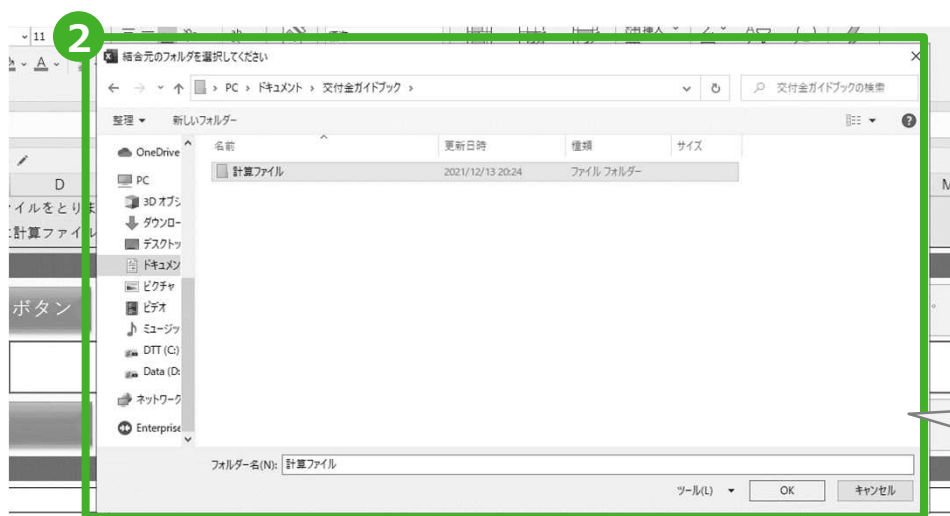 11
2
結合元のフォルダを選択してください
PC › ドキュメント › 交付金ガイドブック ›
交付金ガイドブックの検索
整理
新しいフォルダー
名前
更新日時
種類
サイズ
計算ファイル
2021/12/13 20:24
ファイル フォルダー
OneDrive
PC
3D オブジ
ダウンロー
デスクトッ
ドキュメン
ピクチャ
ビデオ
ミュージッ
DTT (C:)
Data (D:
ネットワーク
Enterprise
D
M
イルをとりま
計算ファイル
ボタン
フォルダー名(N):
計算ファイル
ツール(L)
OK
キャンセル